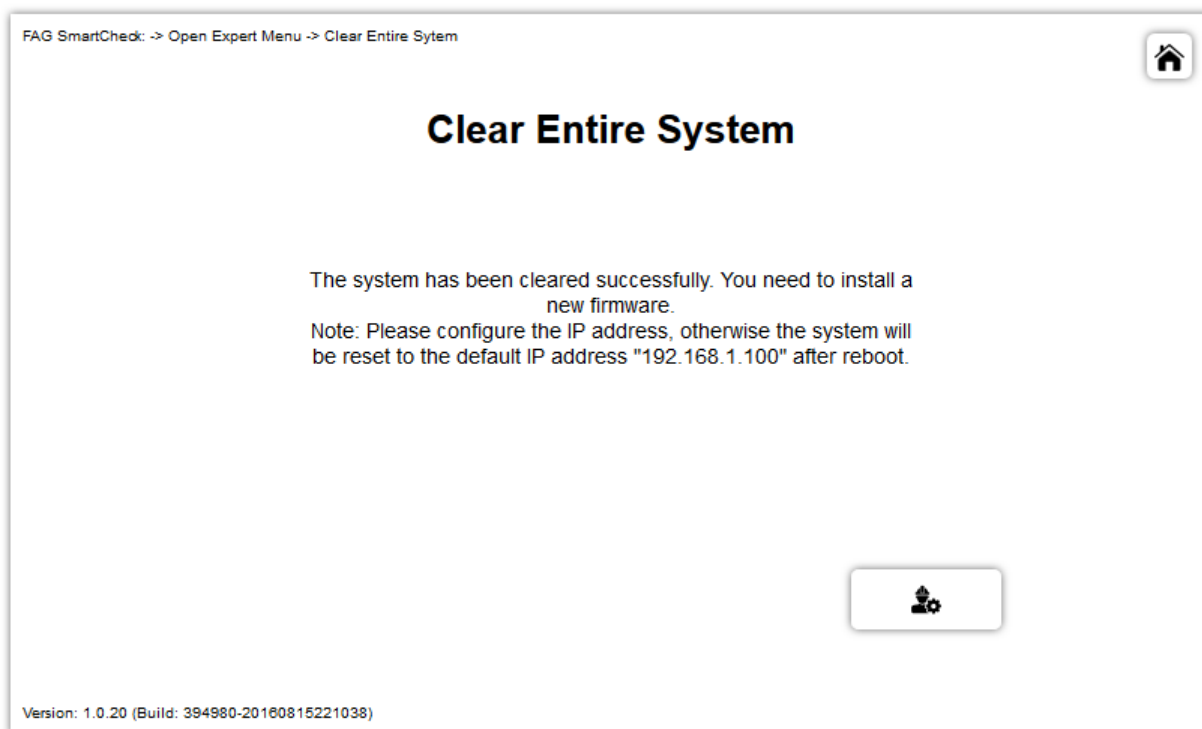 FAG SmartCheck: -> Open Expert Menu -> Clear Entire Sytem
Clear Entire System
The system has been cleared successfully. You need to install a
new firmware.
Note: Please configure the IP address, otherwise the system will
be reset to the default IP address "192.168.1.100" after reboot.
Version: 1.0.20 (Build: 394980-20160815221038)